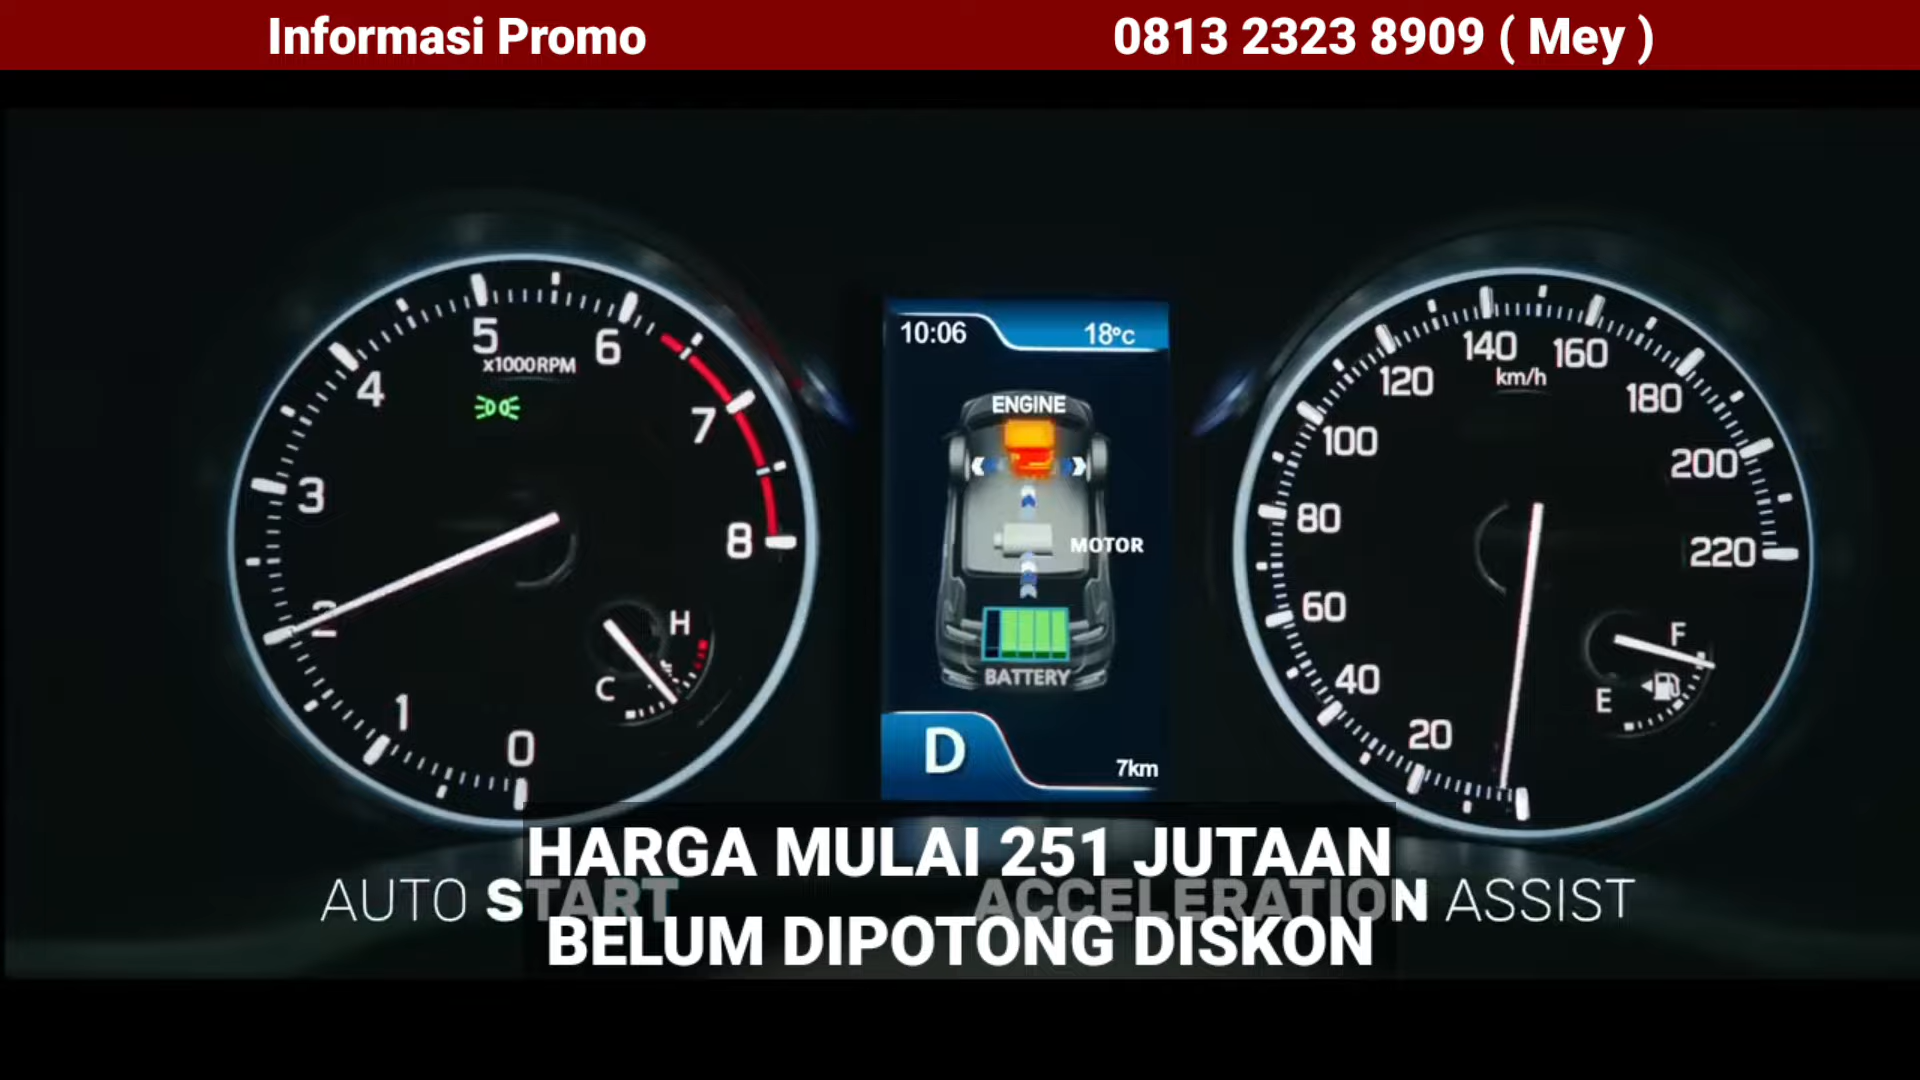 Informasi Promo
0813 2323 8909 ( Mey )
10:06
18°C
ENGINE
MOTOR
BATTERY
D
7km
5
x1000RPM
6
4
7
3
8
2
H
C
1
0
140
km/h
160
120
180
100
200
80
220
60
F
40
E
20
HARGA MULAI 251 JUTAAN
AUTO START
ACCELERATION ASSIST
BELUM DIPOTONG DISKON